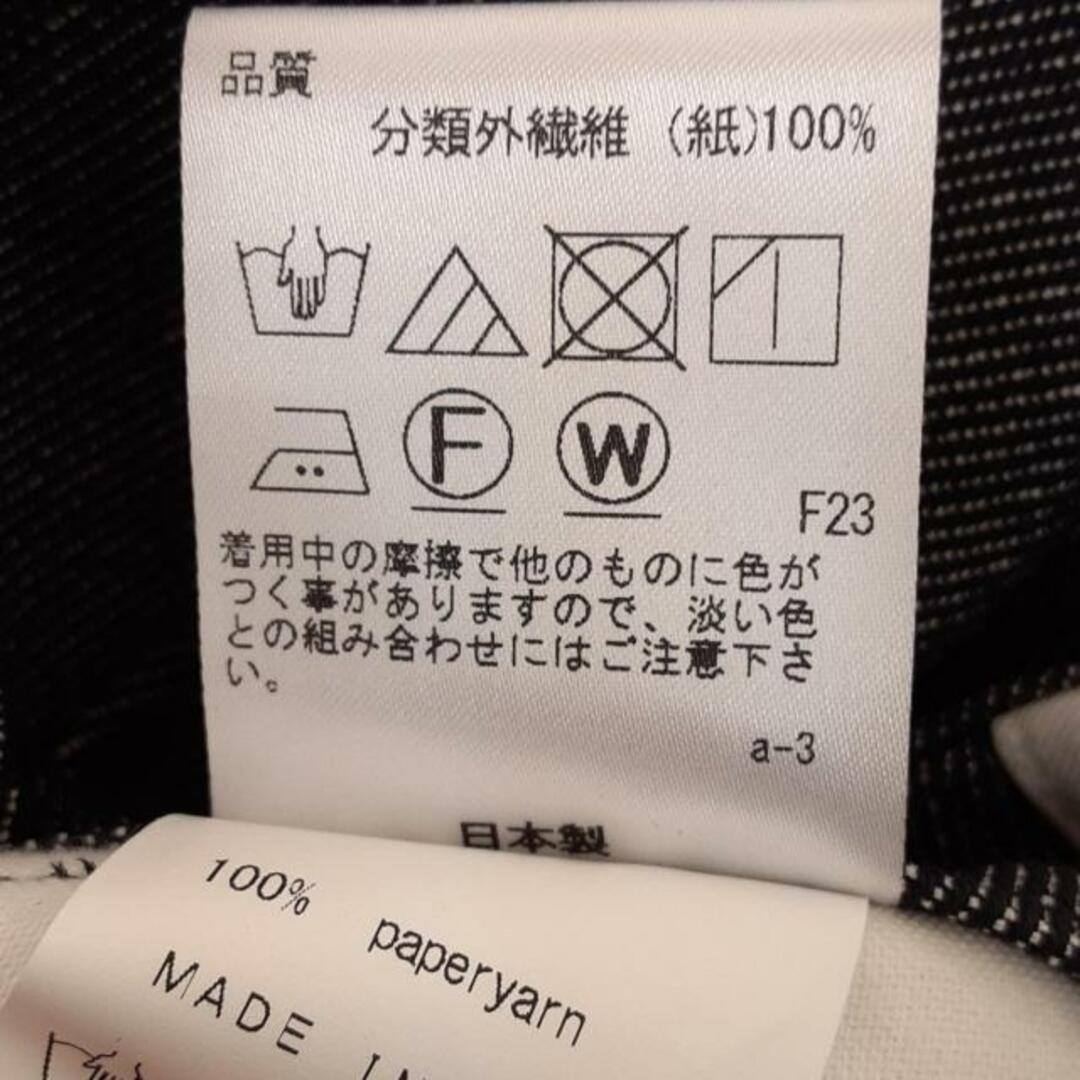 品質
分類外繊維 (紙)100%
F
W
F23
着用中の摩擦で他のものに色が
つく事がありますので、淡い色
との組み合わせにはご注意下さ
い。
a-3
日本製
100% paperyarn
MADE